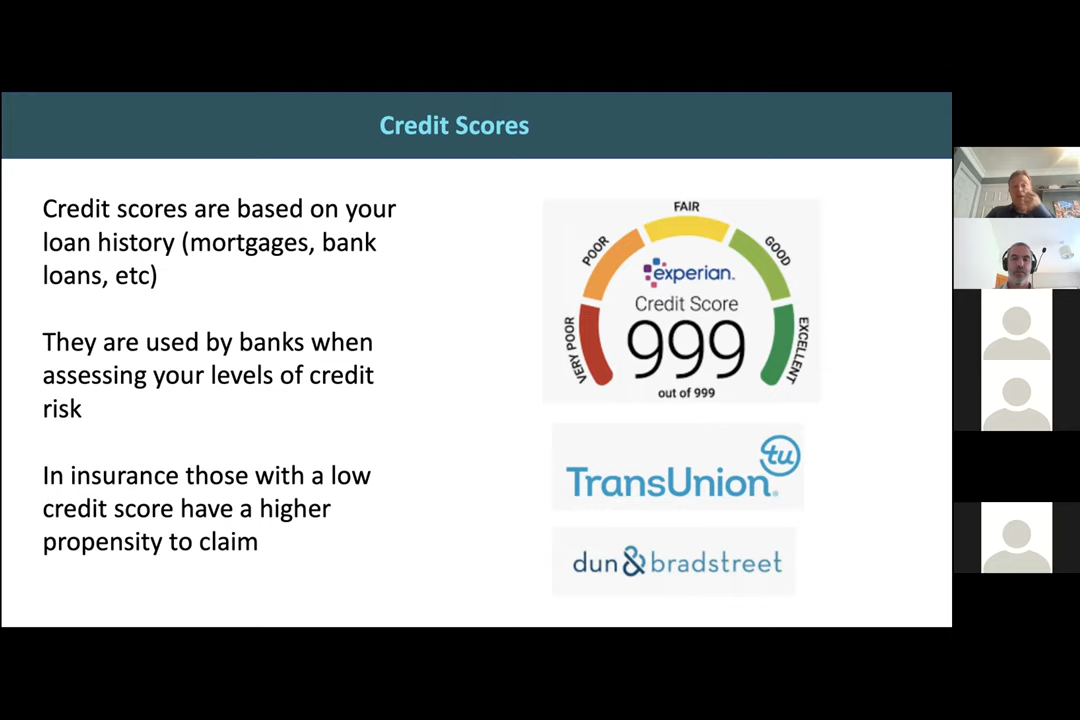 Credit Scores
Credit scores are based on your
loan history (mortgages, bank
loans, etc)
They are used by banks when
assessing your levels of credit
risk
In insurance those with a low
credit score have a higher
propensity to claim
VERY POOR
POOR
FAIR
GOOD
EXCELLENT
experian.
Credit Score
999
out of 999
tu
TransUnion®
dun & bradstreet